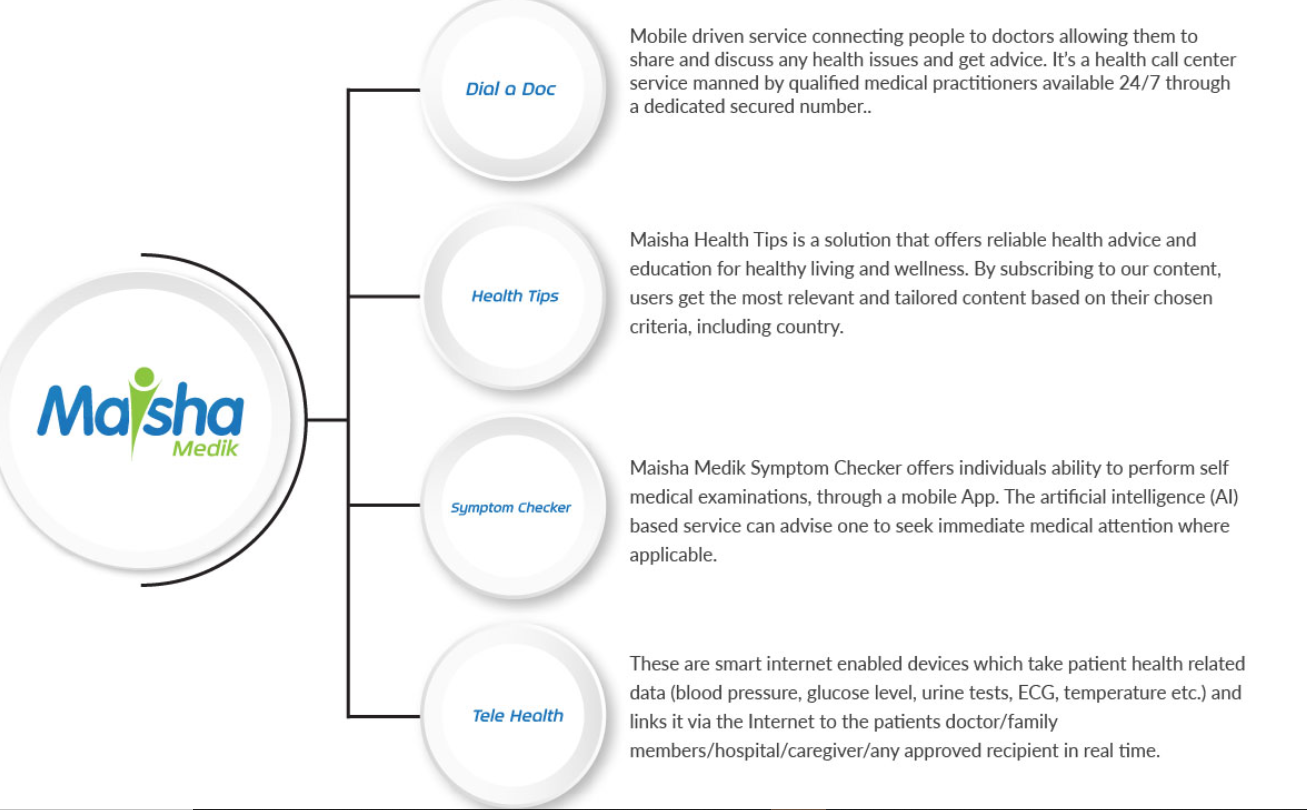 Dial a Doc
Mobile driven service connecting people to doctors allowing them to
share and discuss any health issues and get advice. It's a health call center
service manned by qualified medical practitioners available 24/7 through
a dedicated secured number..
Health Tips
Maisha Health Tips is a solution that offers reliable health advice and
education for healthy living and wellness. By subscribing to our content,
users get the most relevant and tailored content based on their chosen
criteria, including country.
Maisha
Medik
Symptom Checker
Maisha Medik Symptom Checker offers individuals ability to perform self
medical examinations, through a mobile App. The artificial intelligence (AI)
based service can advise one to seek immediate medical attention where
applicable.
Tele Health
These are smart internet enabled devices which take patient health related
data (blood pressure, glucose level, urine tests, ECG, temperature etc.) and
links it via the Internet to the patients doctor/family
members/hospital/caregiver/any approved recipient in real time.